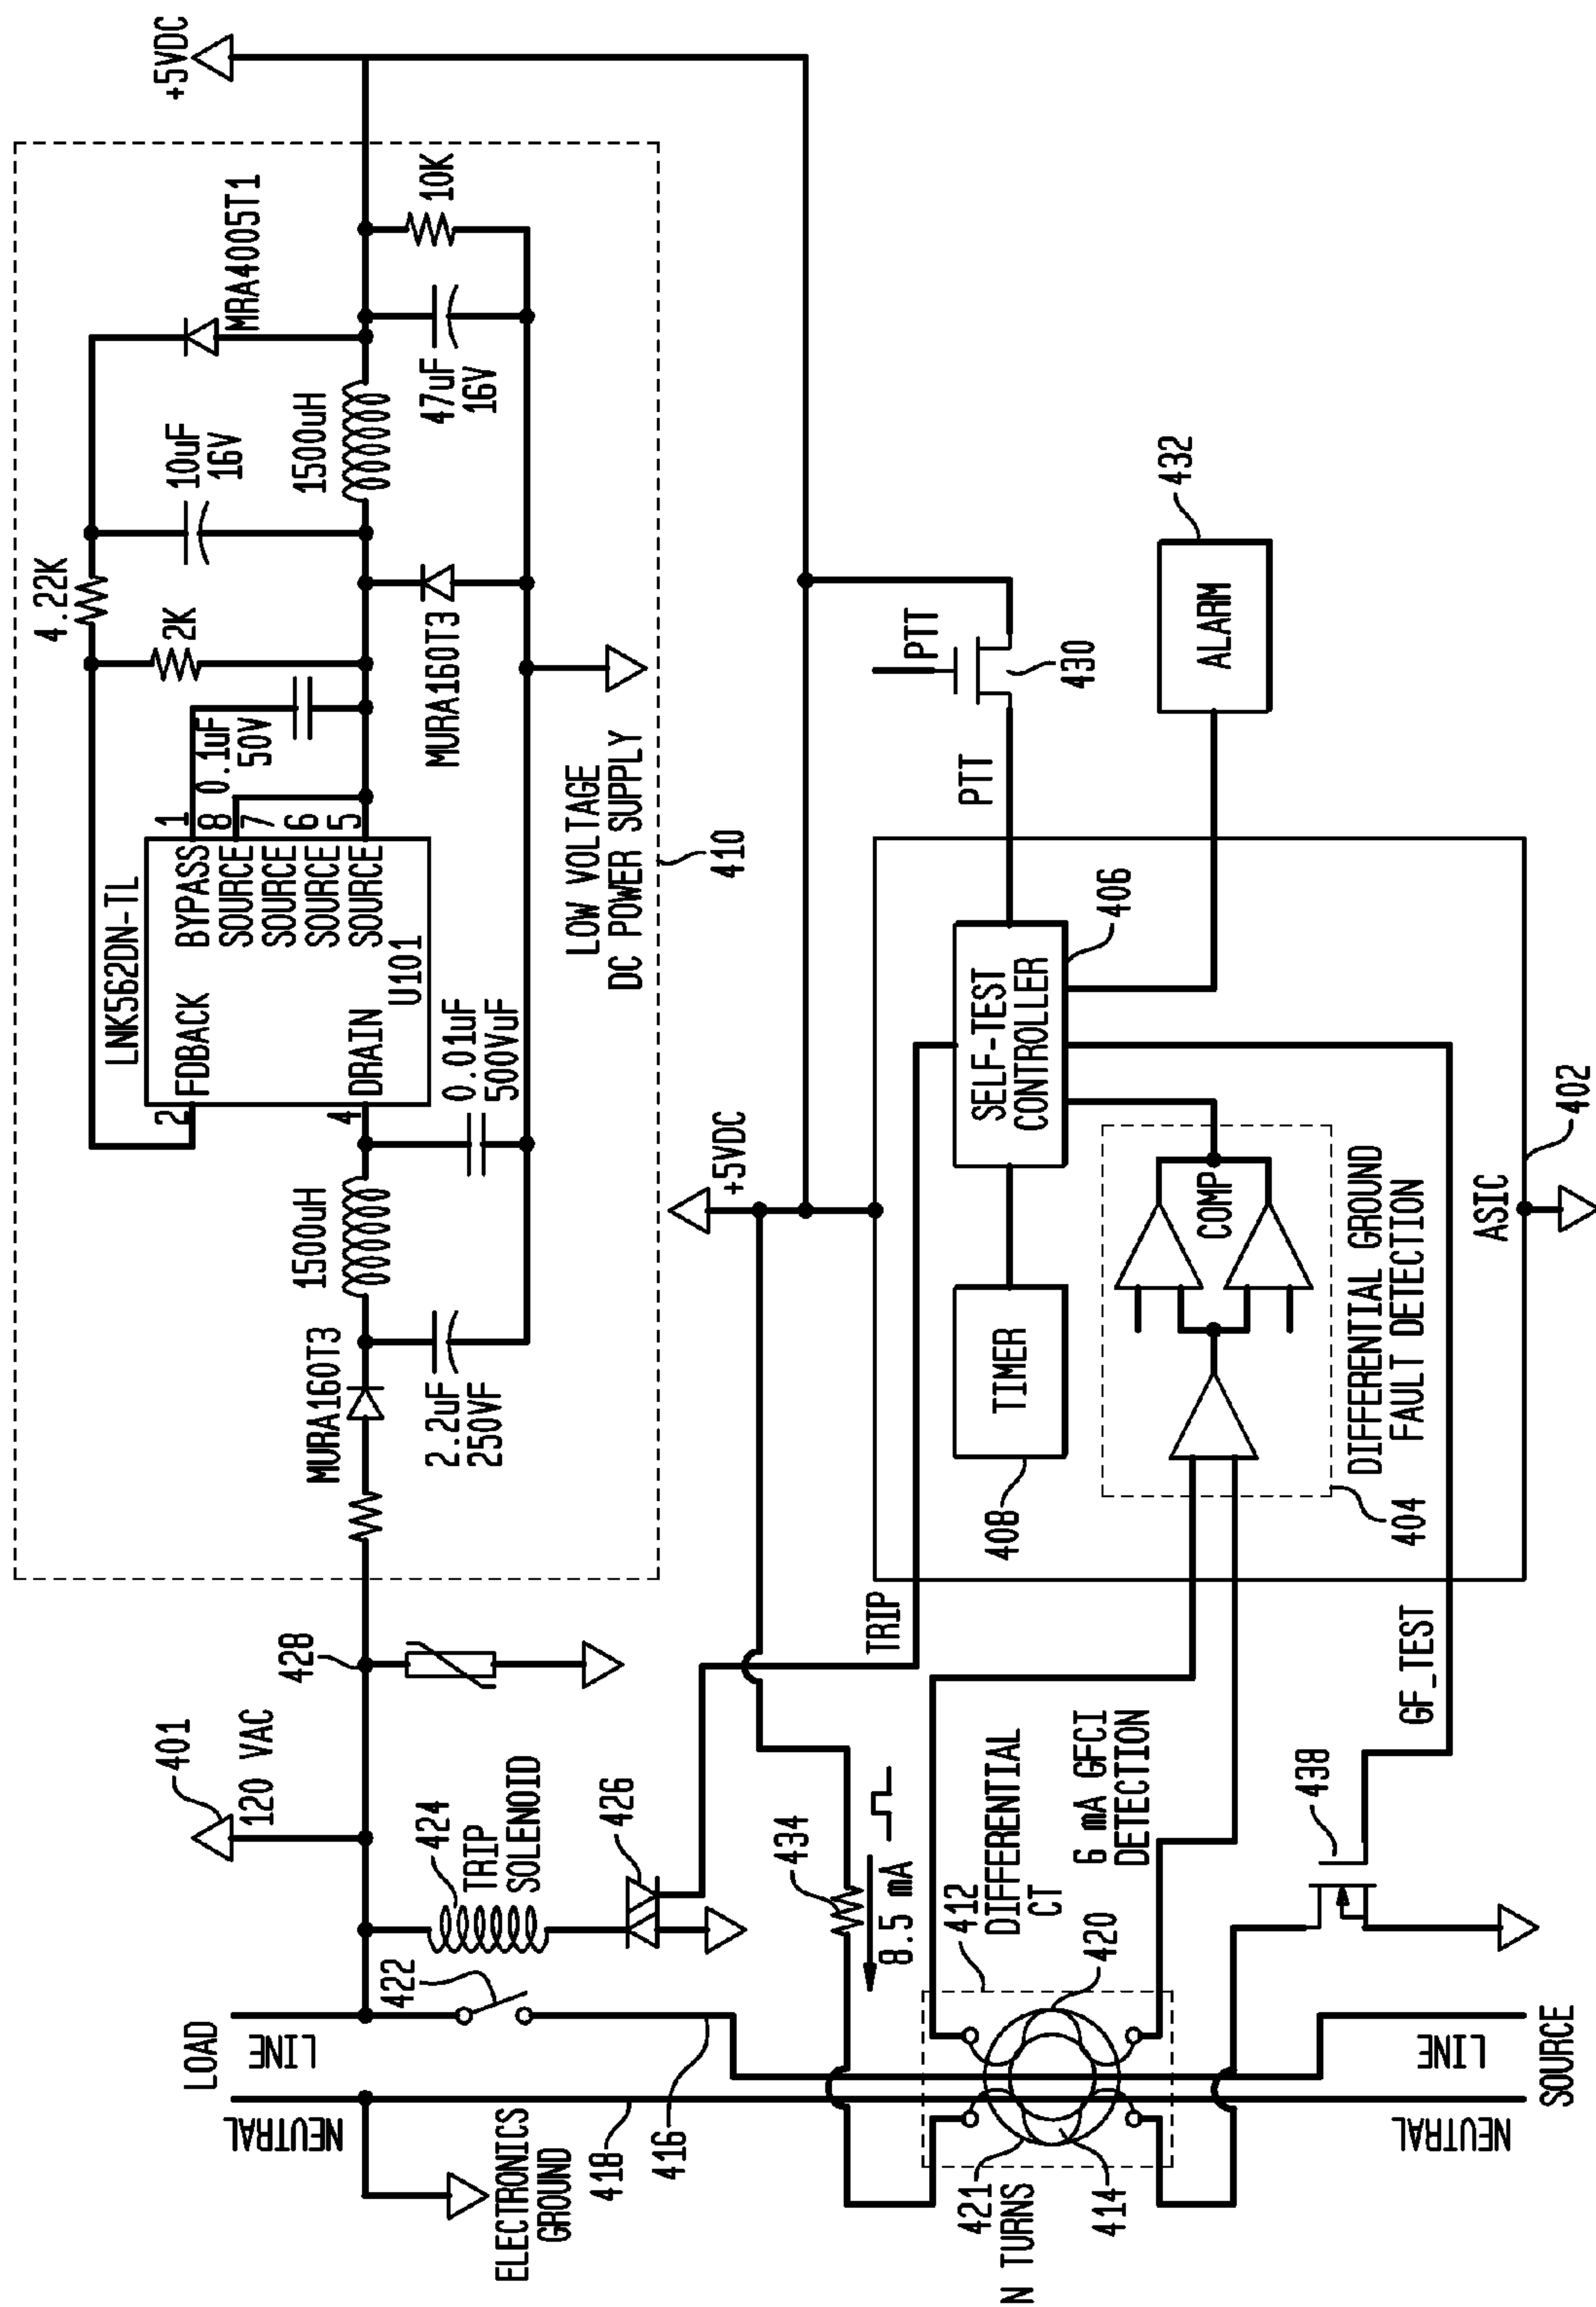 LOAD
NEUTRAL
LINE
ELECTRONICS
GROUND
418
416
422
401
120 VAC
424
TRIP
SOLENOID
426
428
MURA160T3
2.2uF
250VF
1500uH
LNK562DN-TL
2
FDBACK
4
DRAIN
U101
BYPASS
SOURCE
SOURCE
SOURCE
SOURCE
1
8
7
6
5
0.01uF
500VuF
0.1uF
50V
2K
4.22K
10uF
16V
MURA160T3
1500uH
MRA4005T1
47uF
16V
10K
+5VDC
LOW VOLTAGE
DC POWER SUPPLY
410
+5VDC
434
8.5 mA
TRIP
412
DIFFERENTIAL
CT
420
6 mA GFCI
DETECTION
421
N TURNS
414
438
GF_TEST
NEUTRAL
LINE
SOURCE
TIMER
408
SELF-TEST
CONTROLLER
406
COMP
DIFFERENTIAL GROUND
FAULT DETECTION
404
ASIC
402
PTT
PTT
430
ALARM
432